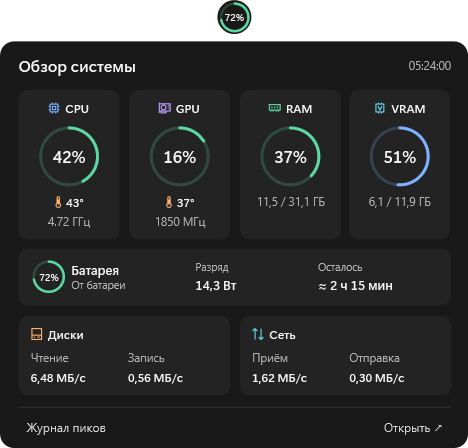 72%
Обзор системы 05:24:00
CPU GPU RAM VRAM
42% 16% 37% 51%
43° 37° 11,5 / 31,1 ГБ 6,1 / 11,9 ГБ
4.72 ГГц 1850 МГц
Батарея Разряд Осталось
72% От батареи 14,3 Вт ≈ 2 ч 15 мин
Диски Сеть
Чтение Запись Приём Отправка
6,48 МБ/с 0,56 МБ/с 1,62 МБ/с 0,30 МБ/с
Журнал пиков Открыть ↗